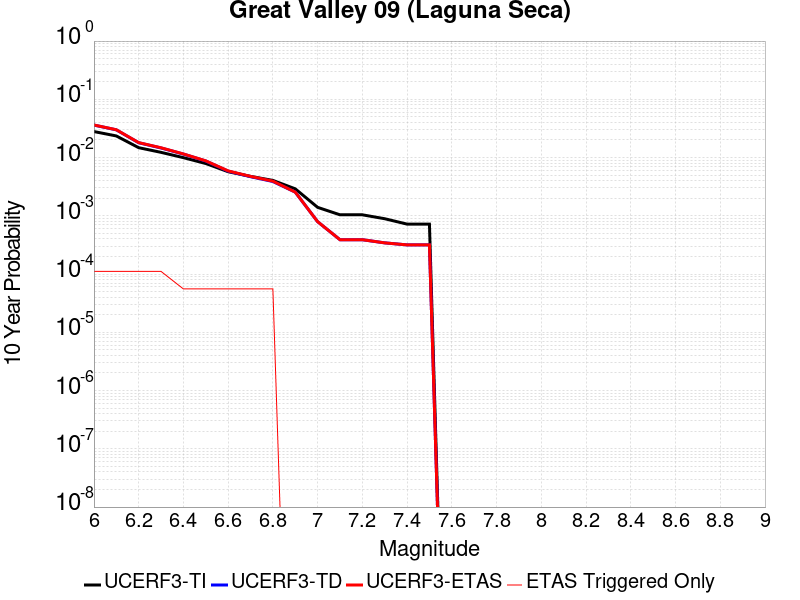 Great Valley 09 (Laguna Seca)
10^0
10^-1
10^-2
10^-3
10^-4
10^-5
10^-6
10^-7
10^-8
10 Year Probability
6 6.2 6.4 6.6 6.8 7 7.2 7.4 7.6 7.8 8 8.2 8.4 8.6 8.8 9
Magnitude
UCERF3-TI UCERF3-TD UCERF3-ETAS ETAS Triggered Only